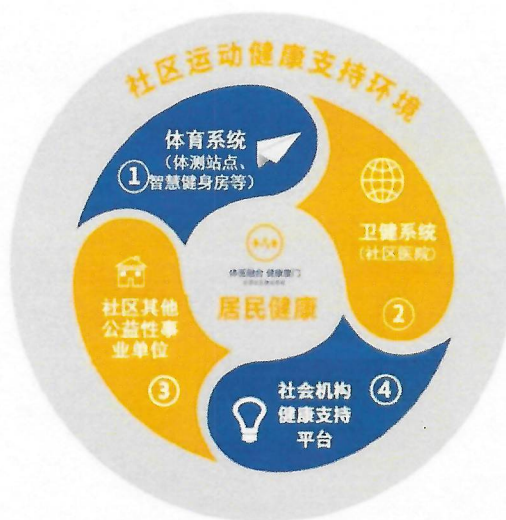 社区运动健康支持环境
体育系统
(体测站点、
智慧健身房等)
①
卫健系统
(社区医院)
②
体医融合 健康厦门
居民健康
社区其他
公益性事
业单位
③
社会机构
健康支持
平台
④